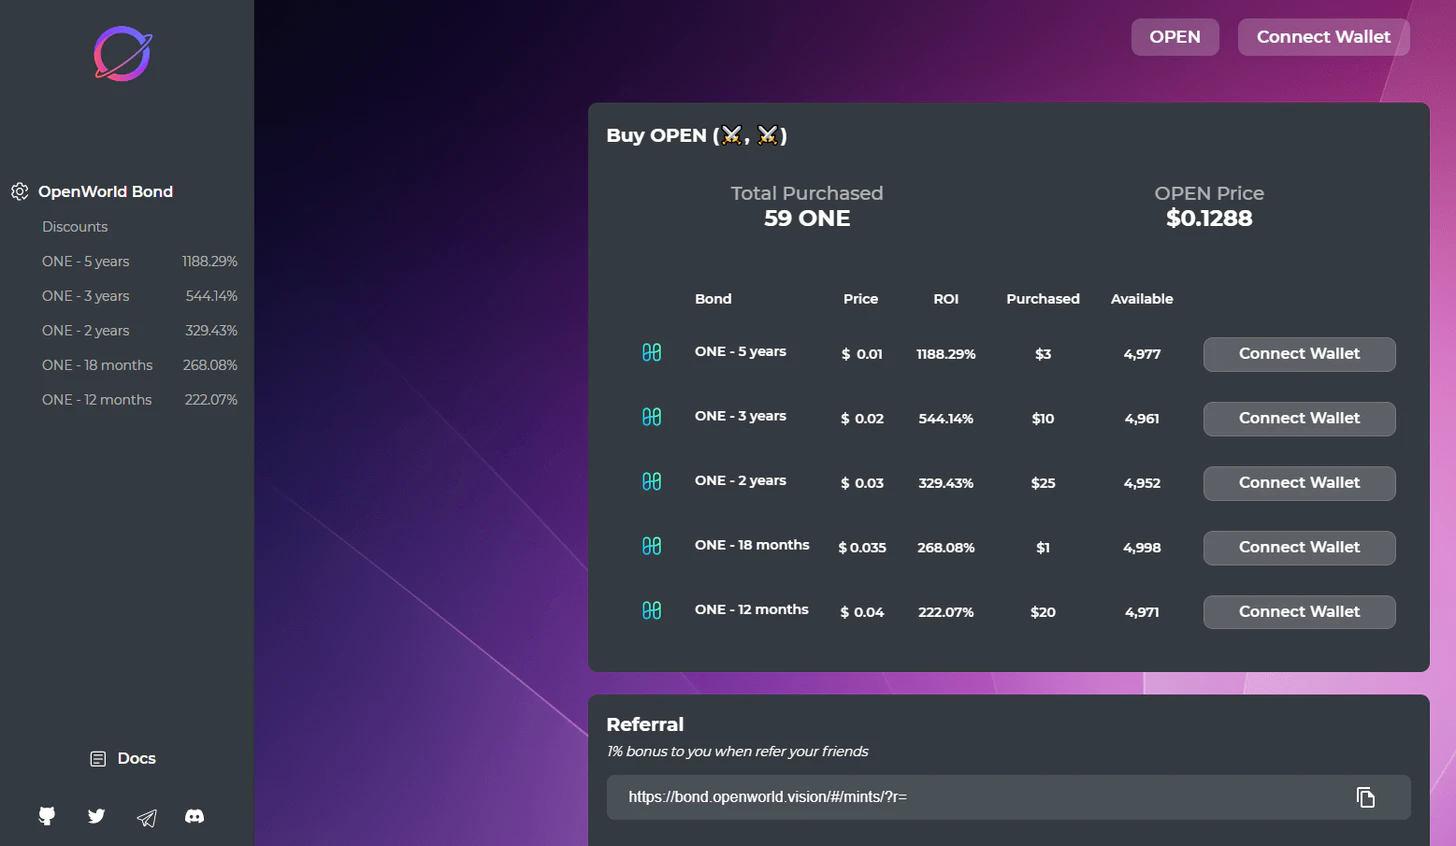 OPEN
Connect Wallet
OpenWorld Bond
Discounts
ONE - 5 years 1188.29%
ONE - 3 years 544.14%
ONE - 2 years 329.43%
ONE - 18 months 268.08%
ONE - 12 months 222.07%
Docs
Buy OPEN (⚔️, ⚔️)
Total Purchased OPEN Price
59 ONE $0.1288
Bond Price ROI Purchased Available
ONE - 5 years $ 0.01 1188.29% $3 4,977 Connect Wallet
ONE - 3 years $ 0.02 544.14% $10 4,961 Connect Wallet
ONE - 2 years $ 0.03 329.43% $25 4,952 Connect Wallet
ONE - 18 months $ 0.035 268.08% $1 4,998 Connect Wallet
ONE - 12 months $ 0.04 222.07% $20 4,971 Connect Wallet
Referral
1% bonus to you when refer your friends
https://bond.openworld.vision/#/mints/?r=